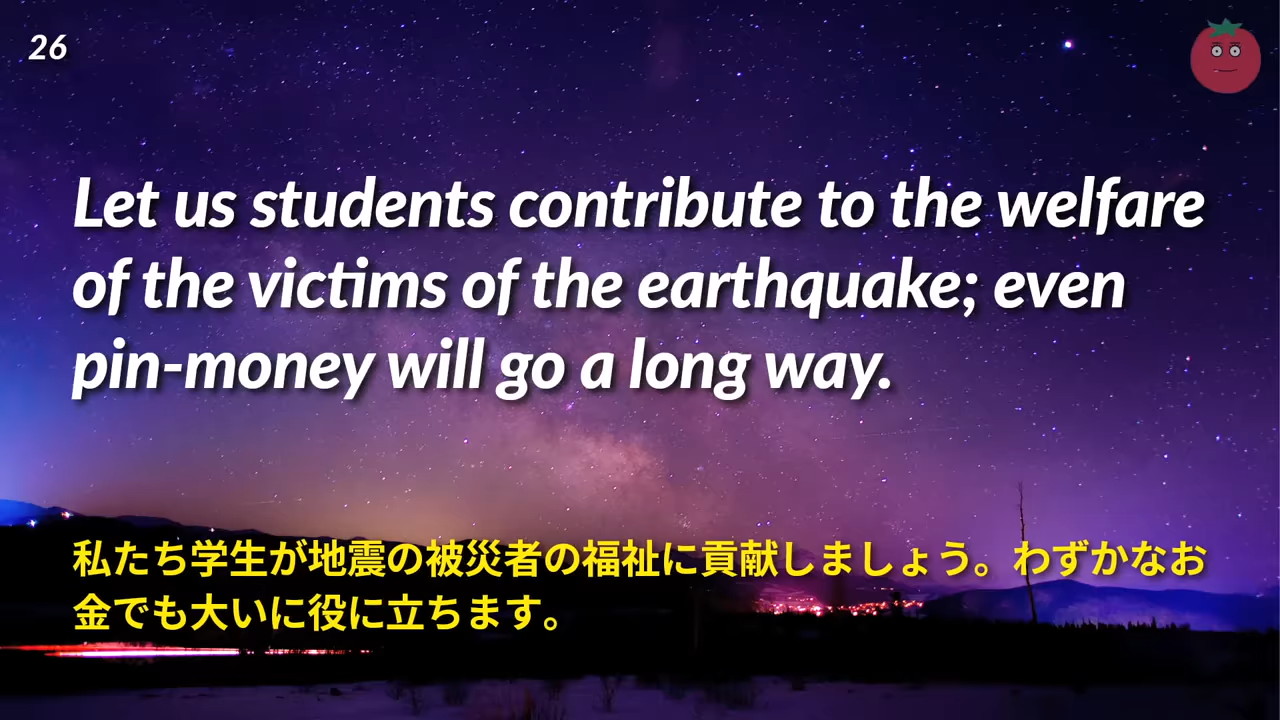 26
Let us students contribute to the welfare
of the victims of the earthquake; even
pin-money will go a long way.
私たち学生が地震の被災者の福祉に貢献しましょう。わずかなお
金でも大いに役に立ちます。